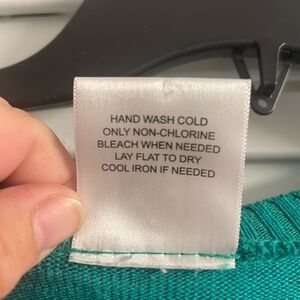 HAND WASH COLD
ONLY NON-CHLORINE
BLEACH WHEN NEEDED
LAY FLAT TO DRY
COOL IRON IF NEEDED